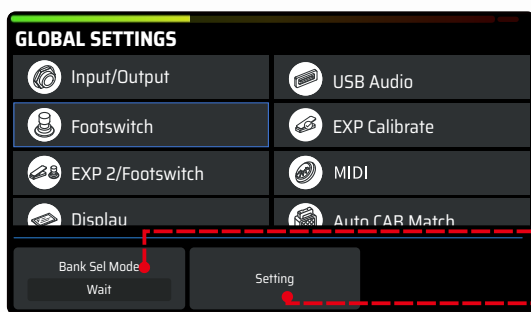 GLOBAL SETTINGS
Input/Output
USB Audio
Footswitch
EXP Calibrate
EXP 2/Footswitch
MIDI
Display
Auto CAB Match
Bank Sel Mode
Wait
Setting